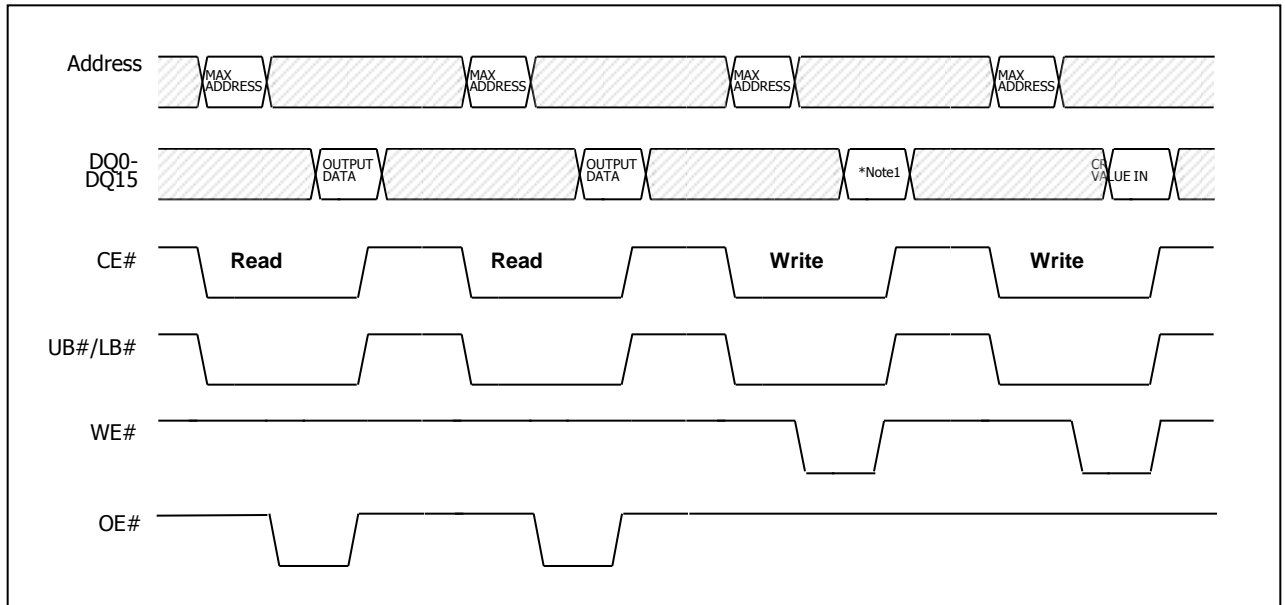 Address
MAX
ADDRESS
MAX
ADDRESS
MAX
ADDRESS
MAX
ADDRESS
DQ0-
DQ15
OUTPUT
DATA
OUTPUT
DATA
*Note1
CR
VALUE IN
CE#
Read
Read
Write
Write
UB#/LB#
WE#
OE#